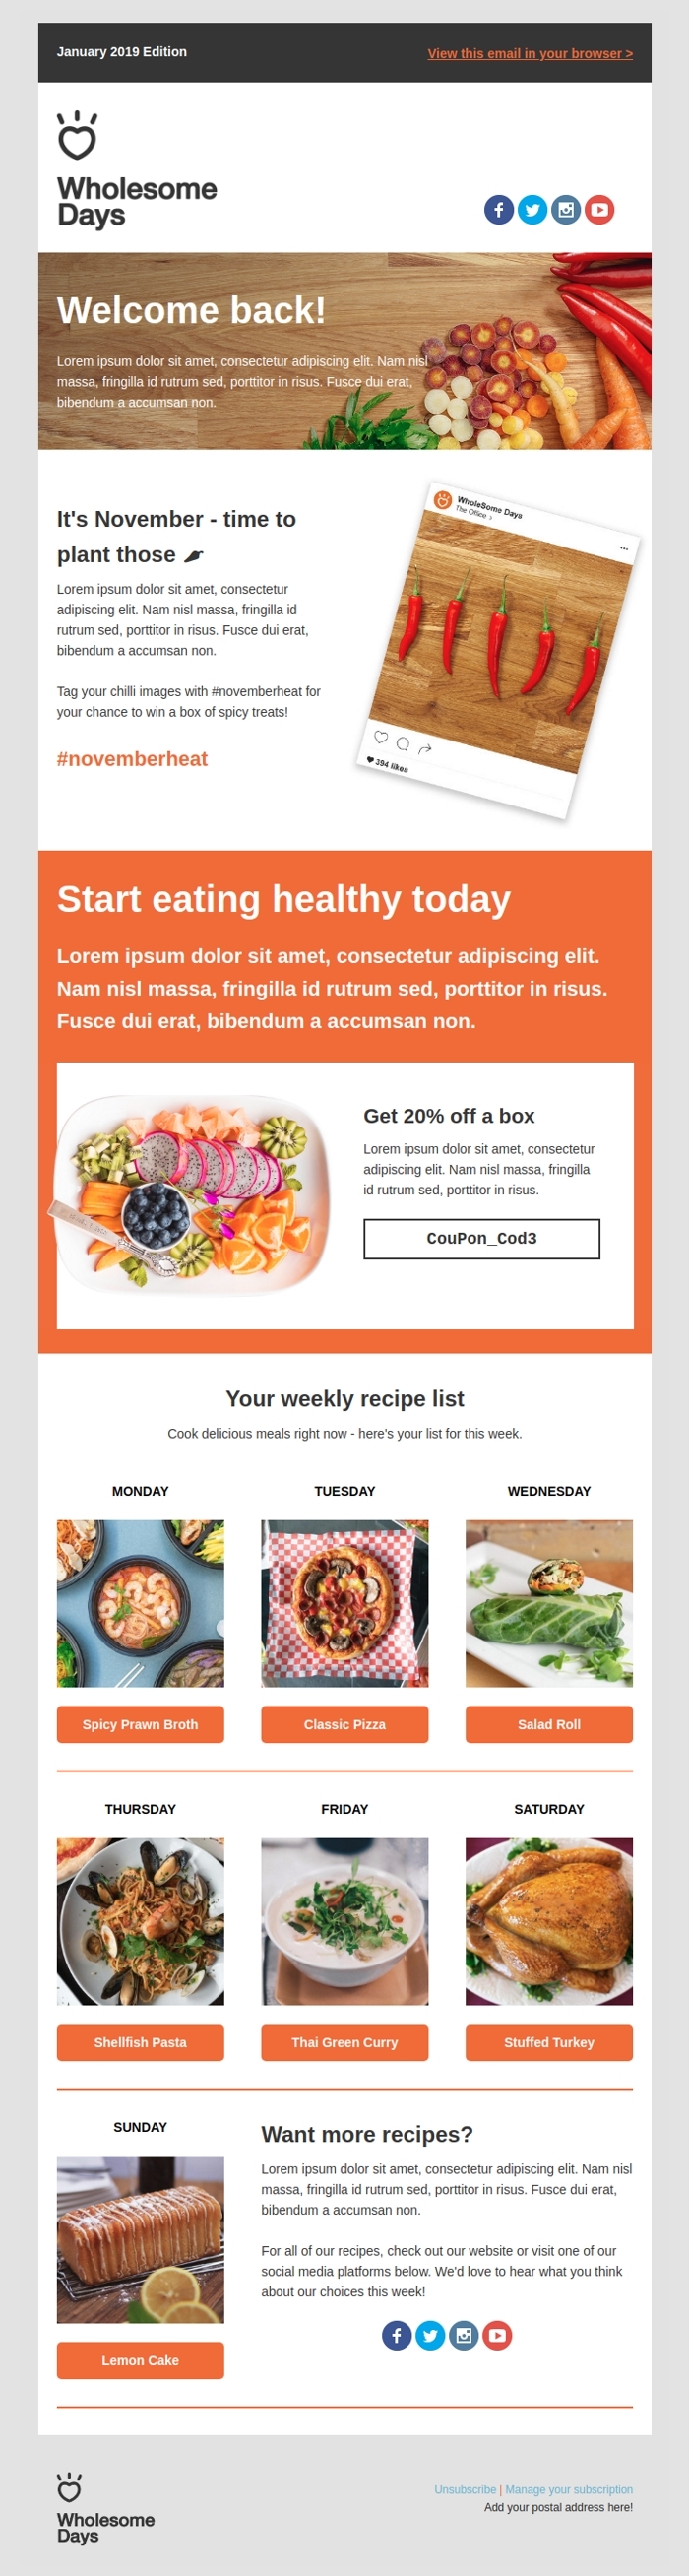 January 2019 Edition
View this email in your browser >
Wholesome
Days
Welcome back!
Lorem ipsum dolor sit amet, consectetur adipiscing elit. Nam nisl
massa, fringilla id rutrum sed, porttitor in risus. Fusce dui erat,
bibendum a accumsan non.
It's November - time to
plant those 🌶
Lorem ipsum dolor sit amet, consectetur
adipiscing elit. Nam nisl massa, fringilla id
rutrum sed, porttitor in risus. Fusce dui erat,
bibendum a accumsan non.
Tag your chilli images with #novemberheat for
your chance to win a box of spicy treats!
#novemberheat
WholeSome Days
The Office >
...
394 likes
Start eating healthy today
Lorem ipsum dolor sit amet, consectetur adipiscing elit.
Nam nisl massa, fringilla id rutrum sed, porttitor in risus.
Fusce dui erat, bibendum a accumsan non.
Get 20% off a box
Lorem ipsum dolor sit amet, consectetur
adipiscing elit. Nam nisl massa, fringilla
id rutrum sed, porttitor in risus.
CouPon_Cod3
Your weekly recipe list
Cook delicious meals right now - here's your list for this week.
MONDAY
TUESDAY
WEDNESDAY
Spicy Prawn Broth
Classic Pizza
Salad Roll
THURSDAY
FRIDAY
SATURDAY
Shellfish Pasta
Thai Green Curry
Stuffed Turkey
SUNDAY
Lemon Cake
Want more recipes?
Lorem ipsum dolor sit amet, consectetur adipiscing elit. Nam nisl
massa, fringilla id rutrum sed, porttitor in risus. Fusce dui erat,
bibendum a accumsan non.
For all of our recipes, check out our website or visit one of our
social media platforms below. We'd love to hear what you think
about our choices this week!
Wholesome
Days
Unsubscribe | Manage your subscription
Add your postal address here!